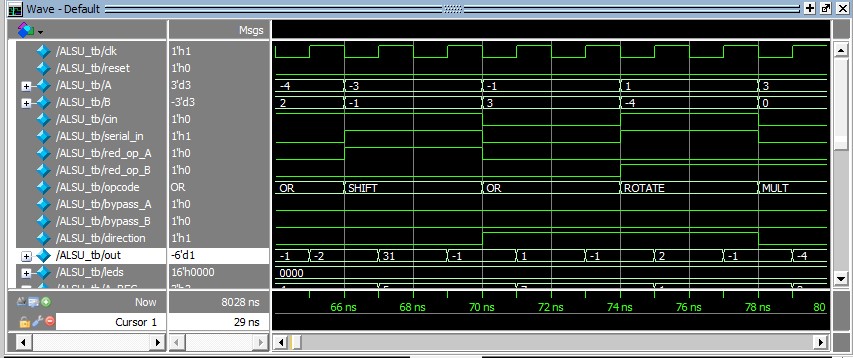 Wave - Default
Msgs
/ALSU_tb/clk 1'h1
/ALSU_tb/reset 1'h0
/ALSU_tb/A 3'd3 -4 -3 -1 1 3
/ALSU_tb/B -3'd3 2 -1 3 -4 0
/ALSU_tb/cin 1'h0
/ALSU_tb/serial_in 1'h1
/ALSU_tb/red_op_A 1'h0
/ALSU_tb/red_op_B 1'h0
/ALSU_tb/opcode OR OR SHIFT OR ROTATE MULT
/ALSU_tb/bypass_A 1'h0
/ALSU_tb/bypass_B 1'h0
/ALSU_tb/direction 1'h1
/ALSU_tb/out -6'd1 -1 -2 31 -1 1 -1 2 -1 -4
/ALSU_tb/leds 16'h0000 0000
Now 8028 ns 66 ns 68 ns 70 ns 72 ns 74 ns 76 ns 78 ns 80
Cursor 1 29 ns